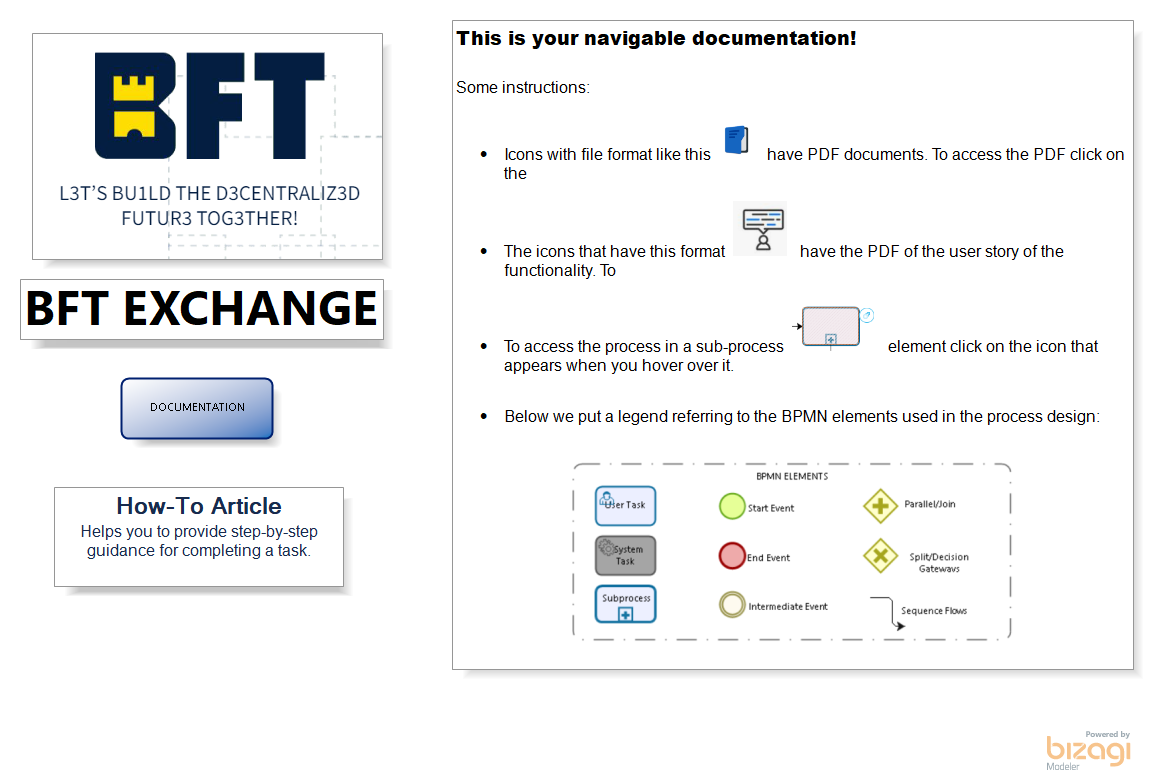 BFT
L3T'S BU1LD THE D3CENTRALIZ3D
FUTUR3 TOG3THER!
BFT EXCHANGE
DOCUMENTATION
How-To Article
Helps you to provide step-by-step
guidance for completing a task.
This is your navigable documentation!
Some instructions:
• Icons with file format like this have PDF documents. To access the PDF click on
the
• The icons that have this format have the PDF of the user story of the
functionality. To
• To access the process in a sub-process element click on the icon that
appears when you hover over it.
• Below we put a legend referring to the BPMN elements used in the process design:
BPMN ELEMENTS
User Task
Start Event
Parallel/Join
System
Task
End Event
Split/Decision
Gateways
Subprocess
Intermediate Event
Sequence Flows
Powered by
bizagi
Modeler